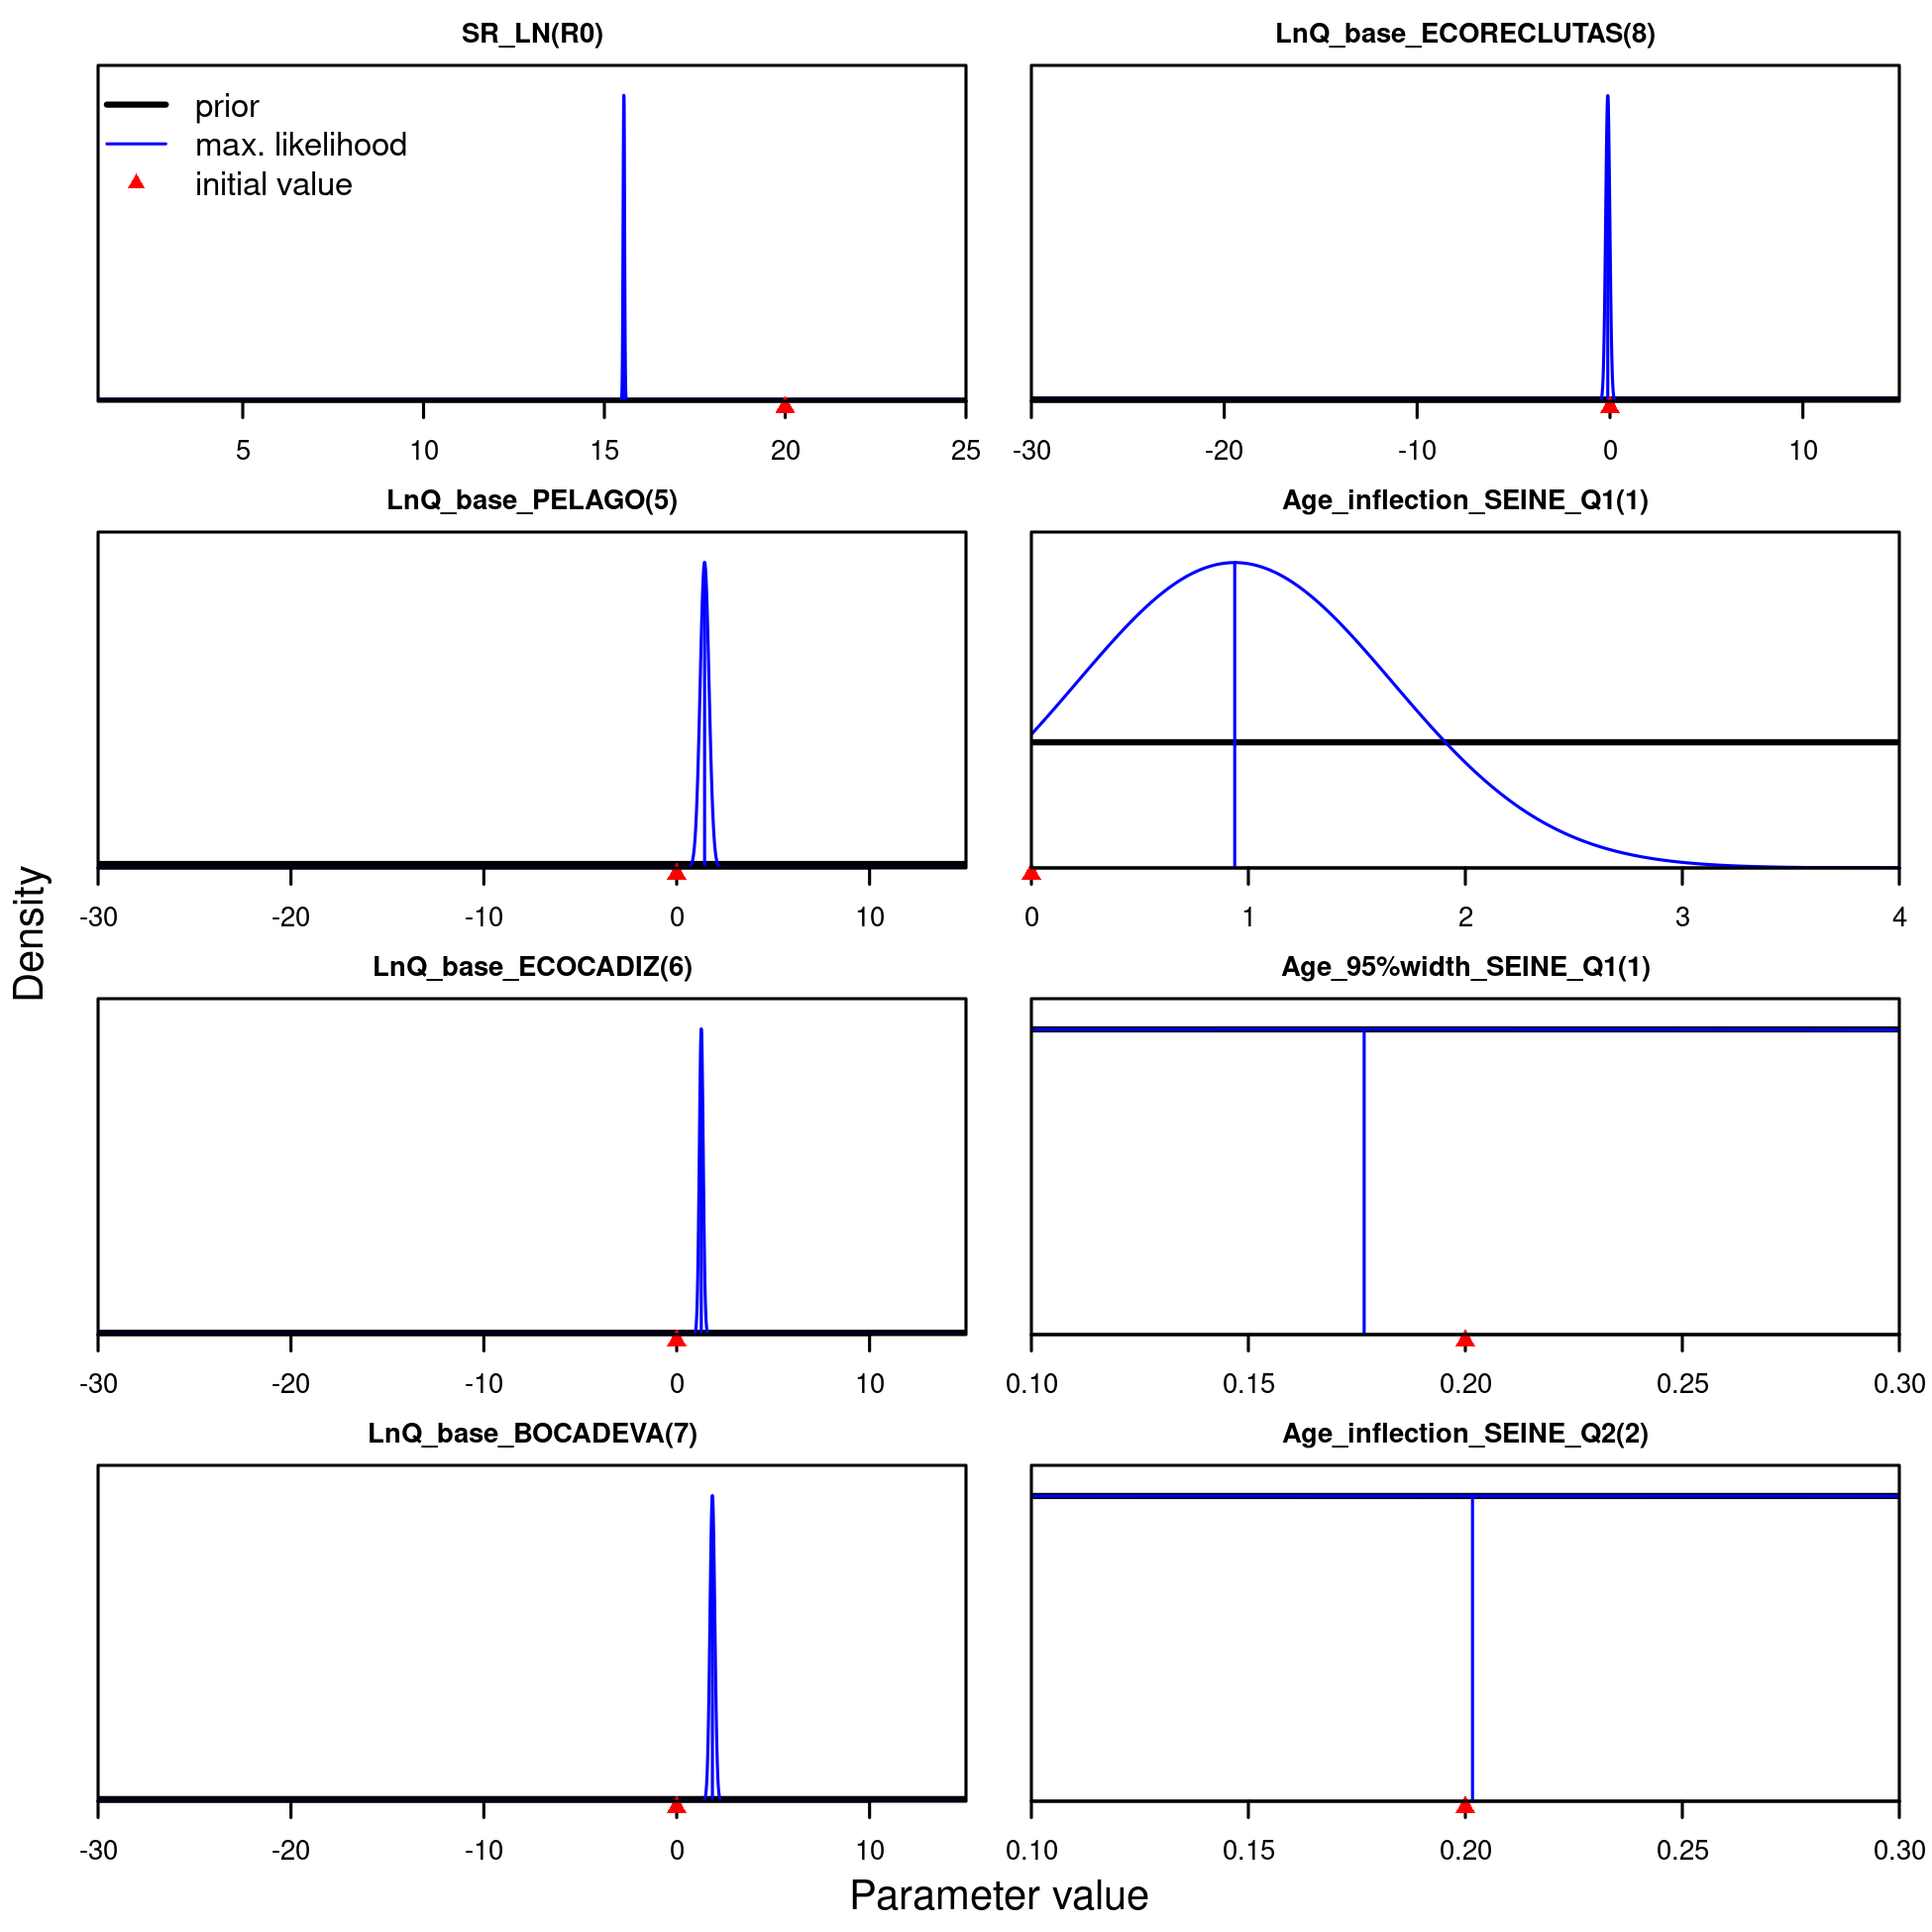 SR_LN(R0)
prior
max. likelihood
initial value
5 10 15 20 25
LnQ_base_ECORECLUTAS(8)
-30 -20 -10 0 10
LnQ_base_PELAGO(5)
-30 -20 -10 0 10
Age_inflection_SEINE_Q1(1)
0 1 2 3 4
LnQ_base_ECOCADIZ(6)
-30 -20 -10 0 10
Age_95%width_SEINE_Q1(1)
0.10 0.15 0.20 0.25 0.30
LnQ_base_BOCADEVA(7)
-30 -20 -10 0 10
Age_inflection_SEINE_Q2(2)
0.10 0.15 0.20 0.25 0.30
Density
Parameter value